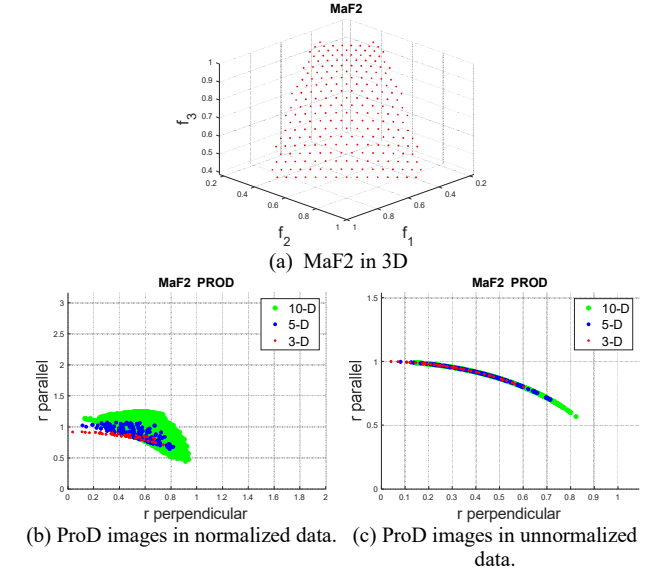 MaF2
1
0.9
0.8
0.7
0.6
0.5
0.4
f3
0.2
0.4
0.6
0.8
1
f2
1
0.8
0.6
0.4
0.2
f1
(a) MaF2 in 3D
MaF2 PROD
10-D
5-D
3-D
3
2.5
2
1.5
1
0.5
0
r parallel
0 0.2 0.4 0.6 0.8 1 1.2 1.4 1.6 1.8 2
r perpendicular
(b) ProD images in normalized data.
MaF2 PROD
10-D
5-D
3-D
1.5
1
0.5
0
r parallel
0 0.1 0.2 0.3 0.4 0.5 0.6 0.7 0.8 0.9 1
r perpendicular
(c) ProD images in unnormalized
data.